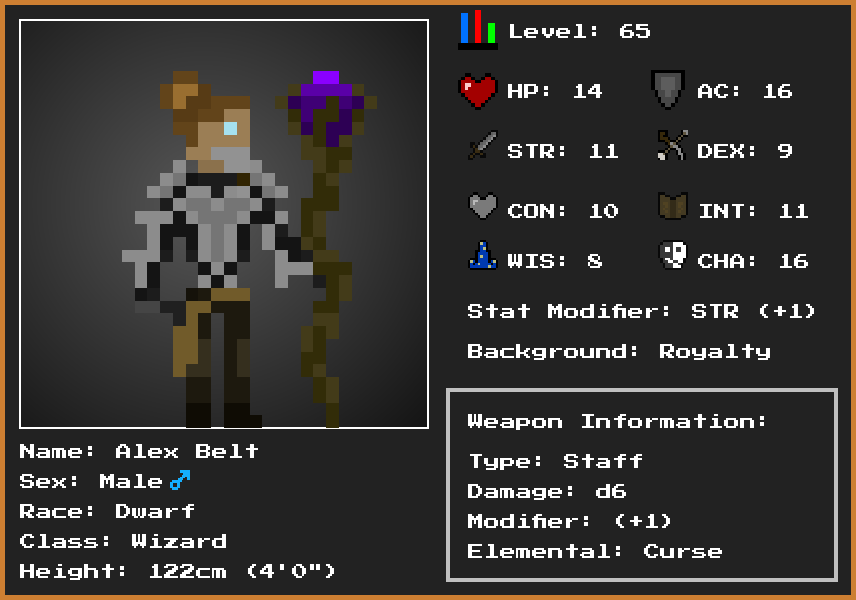 Level: 65
HP: 14
AC: 16
STR: 11
DEX: 9
CON: 10
INT: 11
WIS: 8
CHA: 16
Stat Modifier: STR (+1)
Background: Royalty
Weapon Information:
Type: Staff
Damage: d6
Modifier: (+1)
Elemental: Curse
Name: Alex Belt
Sex: Male♂
Race: Dwarf
Class: Wizard
Height: 122cm (4'0")